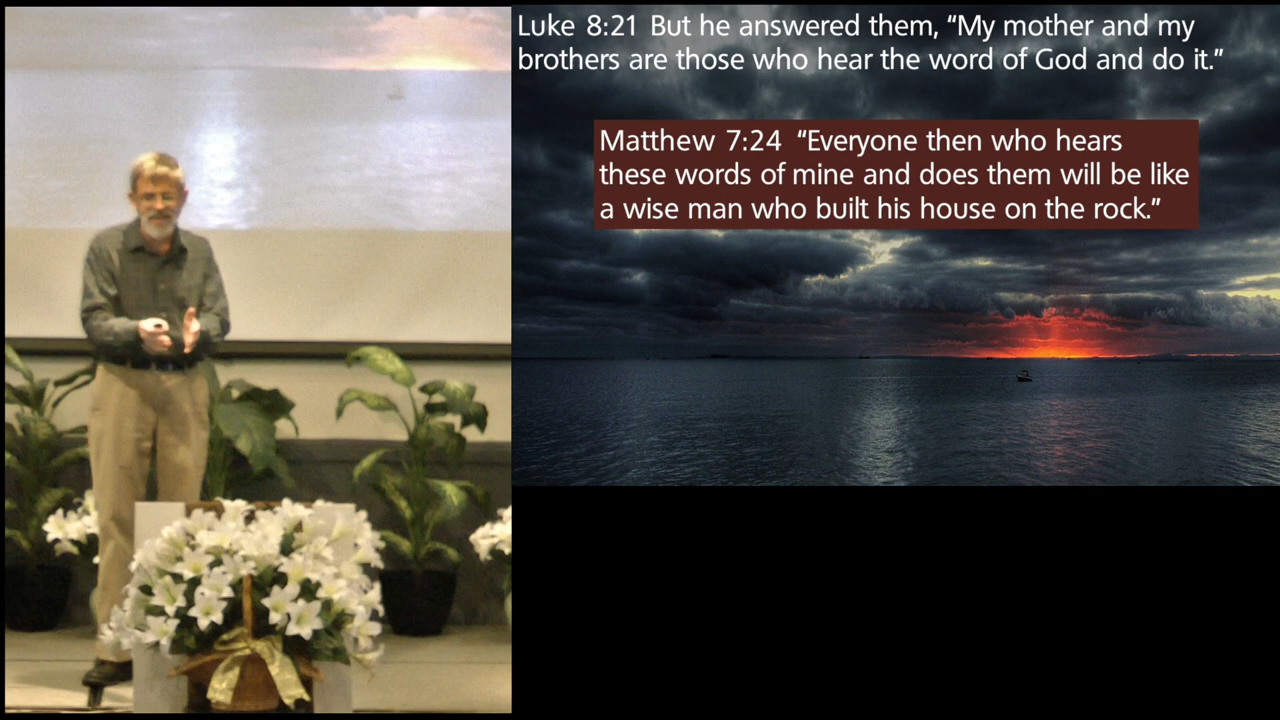 Luke 8:21 But he answered them, “My mother and my
brothers are those who hear the word of God and do it.”
Matthew 7:24 “Everyone then who hears
these words of mine and does them will be like
a wise man who built his house on the rock.”